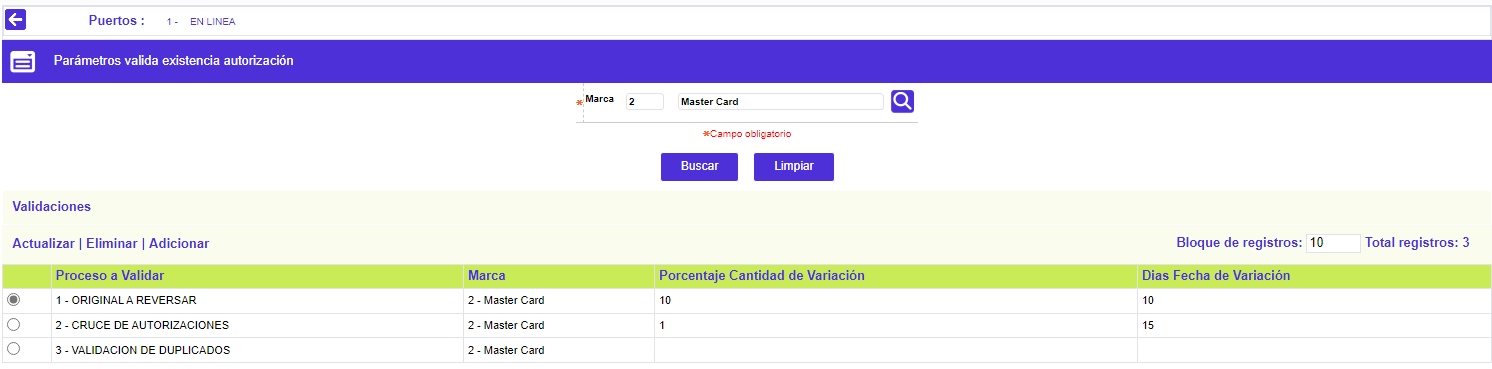 Puertos : 1 - EN LINEA
Parámetros valida existencia autorización
* Marca 2 Master Card
*Campo obligatorio
Buscar Limpiar
Validaciones
Actualizar | Eliminar | Adicionar Bloque de registros: 10 Total registros: 3
Proceso a Validar Marca Porcentaje Cantidad de Variación Dias Fecha de Variación
1 - ORIGINAL A REVERSAR 2 - Master Card 10 10
2 - CRUCE DE AUTORIZACIONES 2 - Master Card 1 15
3 - VALIDACION DE DUPLICADOS 2 - Master Card